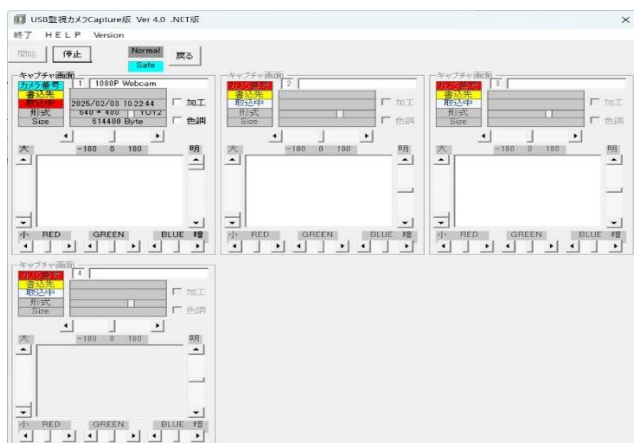 USB監視カメラCapture版 Ver 4.0 .NET版
終了 HELP Version
開始 停止 Normal Safe 戻る
キャプチャ画面
カメラ番号 1 1080P Webcam
書込先
取込中 2025/02/03 10:22:44 加工
形式 640 * 480 YUY2
Size 614400 Byte 色調
大 -180 0 180 明
小 RED GREEN BLUE 暗
キャプチャ画面
カメラ番号 2
書込先
取込中 加工
形式
Size 色調
大 -180 0 180 明
小 RED GREEN BLUE 暗
キャプチャ画面
カメラ番号 3
書込先
取込中 加工
形式
Size 色調
大 -180 0 180 明
小 RED GREEN BLUE 暗
キャプチャ画面
カメラ番号 4
書込先
取込中 加工
形式
Size 色調
大 -180 0 180 明
小 RED GREEN BLUE 暗